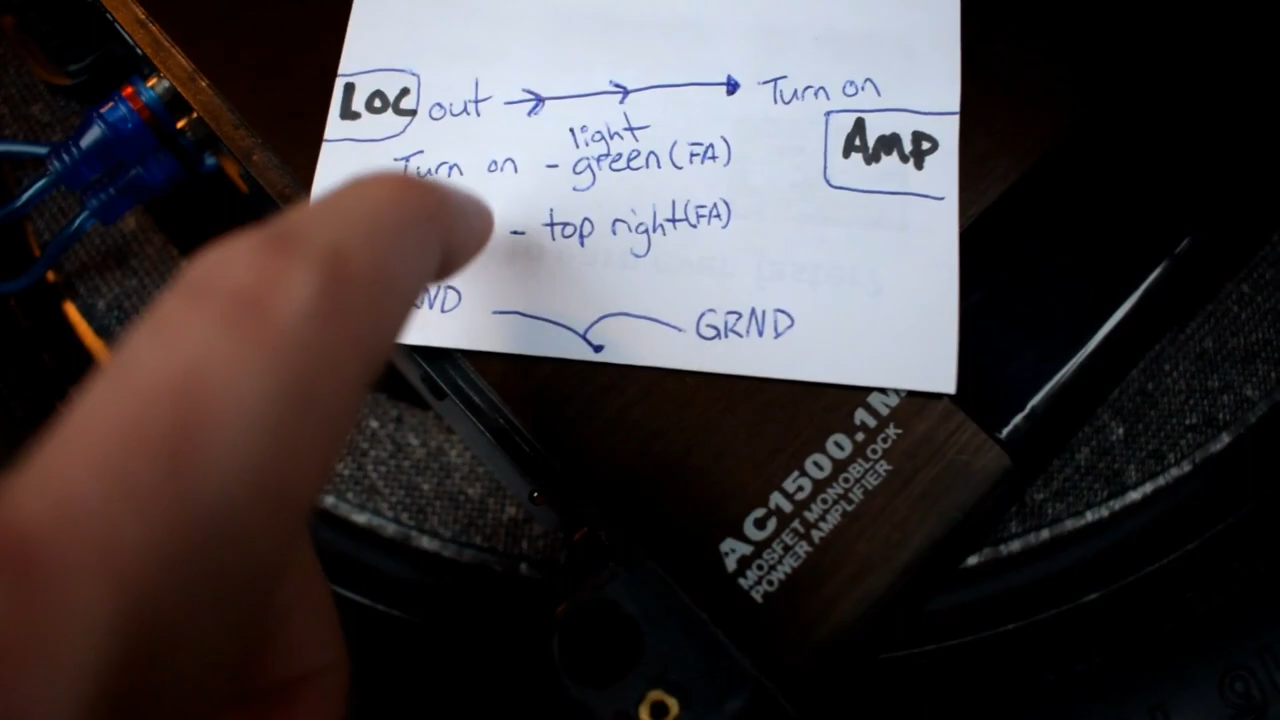 LOC out Turn on
AMP
light
Turn on - green (FA)
- top right (FA)
GRND
AC1500.1M
MOSFET MONOBLOCK
POWER AMPLIFIER